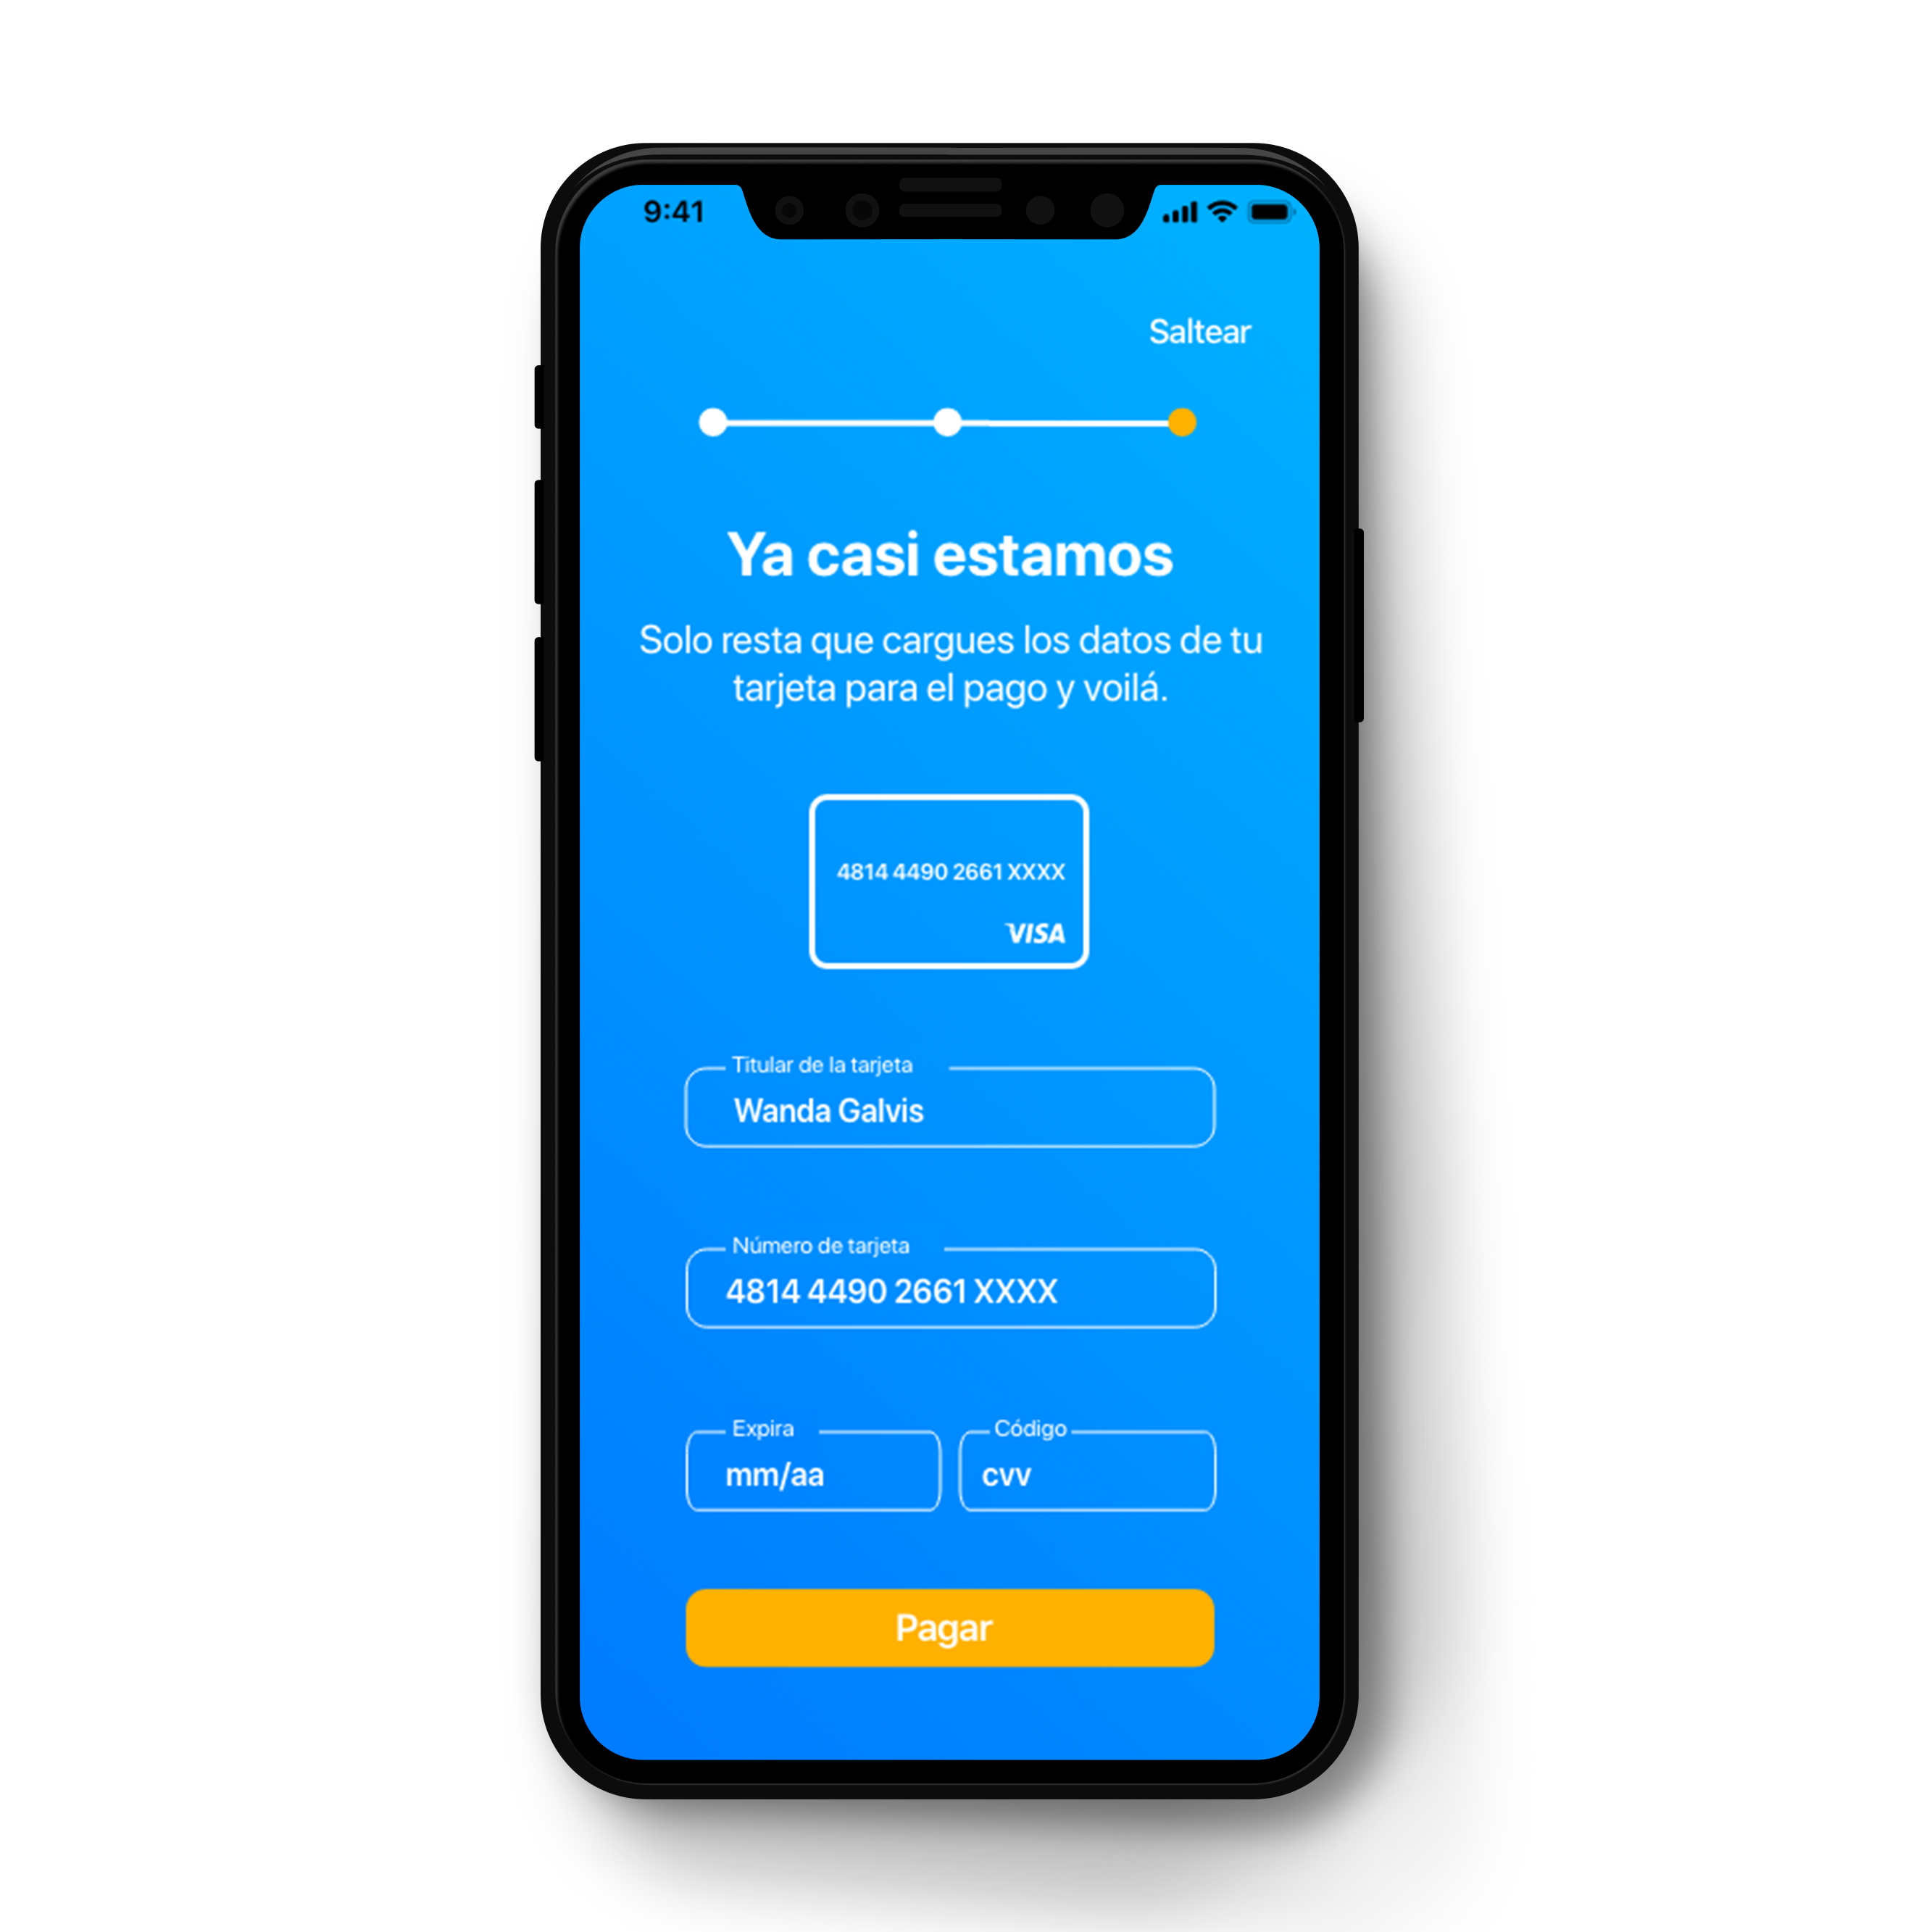 9:41
Saltear
Ya casi estamos
Solo resta que cargues los datos de tu
tarjeta para el pago y voilá.
4814 4490 2661 XXXX
VISA
Titular de la tarjeta
Wanda Galvis
Número de tarjeta
4814 4490 2661 XXXX
Expira
mm/aa
Código
cvv
Pagar